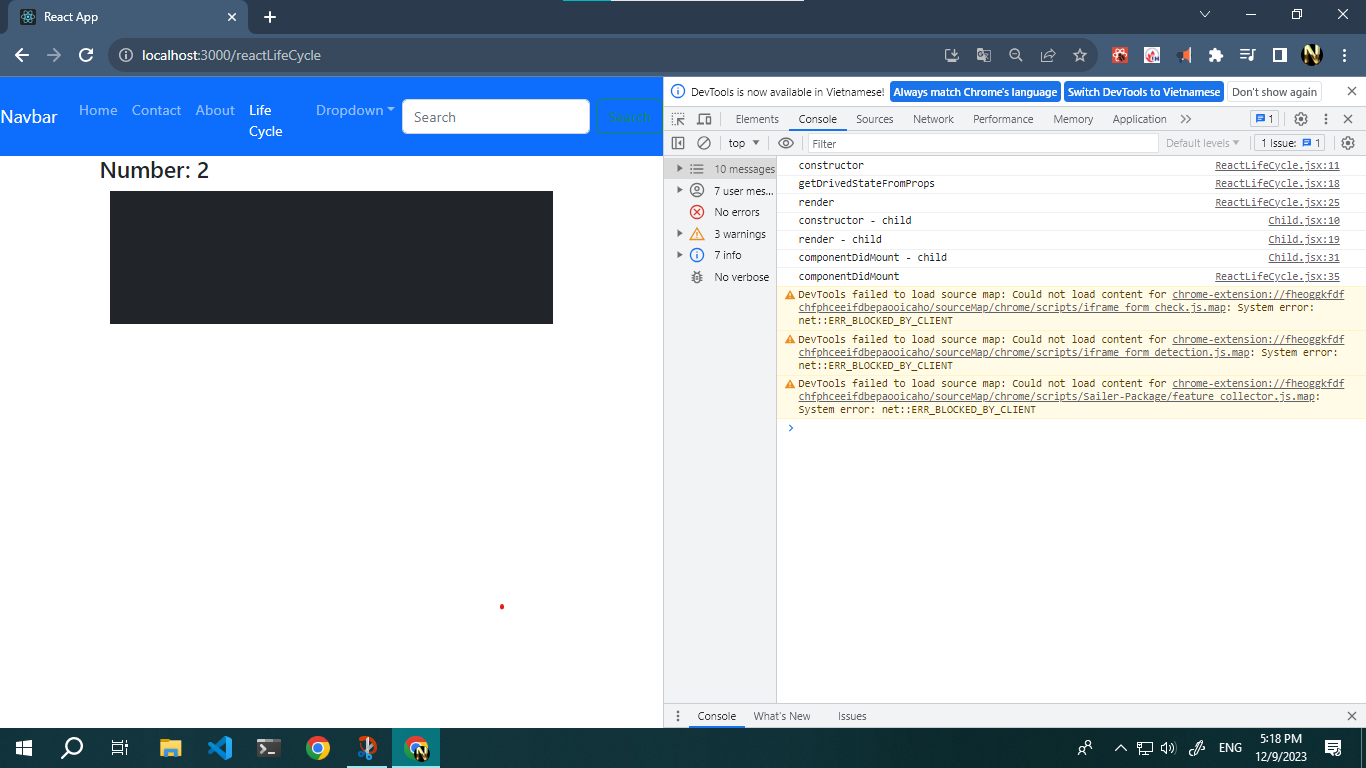 React App
localhost:3000/reactLifeCycle
Navbar
Home
Contact
About
Life
Cycle
Dropdown
Search
Search
Number: 2
DevTools is now available in Vietnamese!
Always match Chrome's language
Switch DevTools to Vietnamese
Don't show again
Elements
Console
Sources
Network
Performance
Memory
Application
1
top
Filter
Default levels
1 Issue: 1
10 messages
7 user mes...
No errors
3 warnings
7 info
No verbose
constructor ReactLifeCycle.jsx:11
getDrivedStateFromProps ReactLifeCycle.jsx:18
render ReactLifeCycle.jsx:25
constructor - child Child.jsx:10
render - child Child.jsx:19
componentDidMount - child Child.jsx:31
componentDidMount ReactLifeCycle.jsx:35
DevTools failed to load source map: Could not load content for chrome-extension://fheoggkfdf
chfphceeifdbepaooicaho/sourceMap/chrome/scripts/iframe_form_check.js.map: System error:
net::ERR_BLOCKED_BY_CLIENT
DevTools failed to load source map: Could not load content for chrome-extension://fheoggkfdf
chfphceeifdbepaooicaho/sourceMap/chrome/scripts/iframe_form_detection.js.map: System error:
net::ERR_BLOCKED_BY_CLIENT
DevTools failed to load source map: Could not load content for chrome-extension://fheoggkfdf
chfphceeifdbepaooicaho/sourceMap/chrome/scripts/Sailer-Package/feature_collector.js.map:
System error: net::ERR_BLOCKED_BY_CLIENT
Console
What's New
Issues
ENG
5:18 PM
12/9/2023